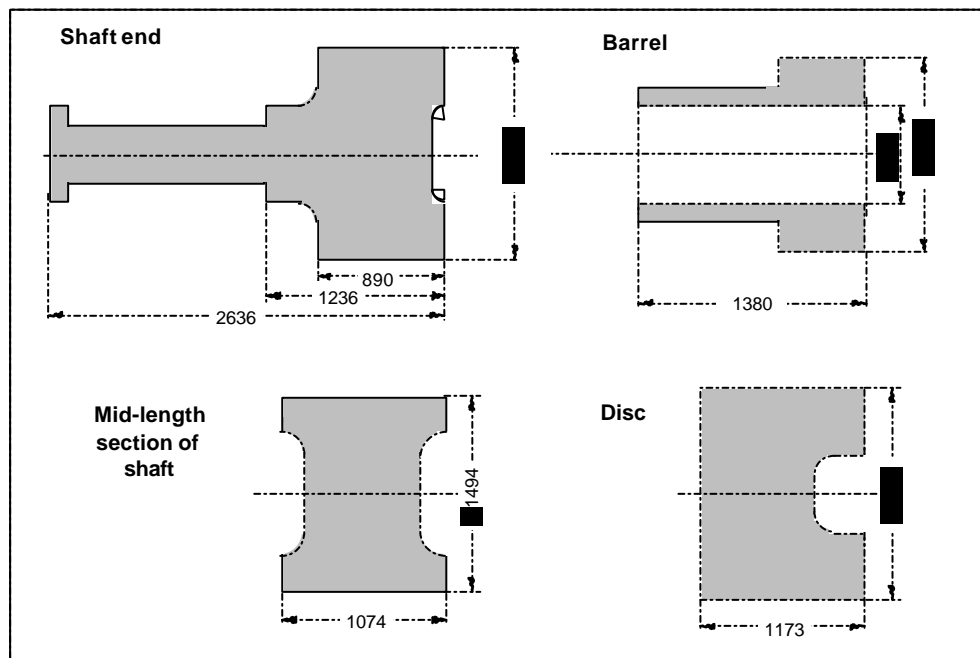 Shaft end
Barrel
890
1236
2636
1380
Mid-length
section of
shaft
Disc
1494
1074
1173